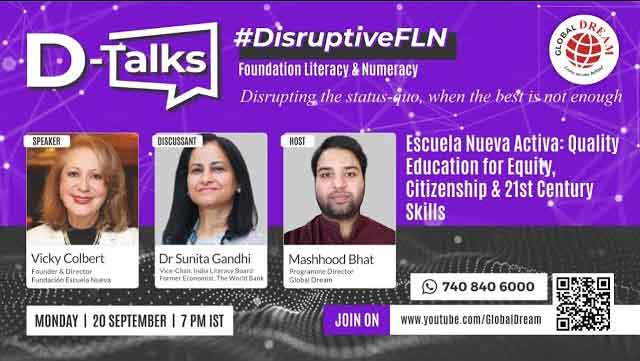 D-Talks
#DisruptiveFLN
Foundation Literacy & Numeracy
Disrupting the status-quo, when the best is not enough
GLOBAL DREAM
SPEAKER
Vicky Colbert
Founder & Director
Fundación Escuela Nueva
DISCUSSANT
Dr Sunita Gandhi
Vice-Chair, India Literacy Board
Former Economist, The World Bank
HOST
Mashhood Bhat
Programme Director
Global Dream
Escuela Nueva Activa: Quality
Education for Equity,
Citizenship & 21st Century
Skills
740 840 6000
MONDAY | 20 SEPTEMBER | 7 PM IST
JOIN ON
www.youtube.com/GlobalDream